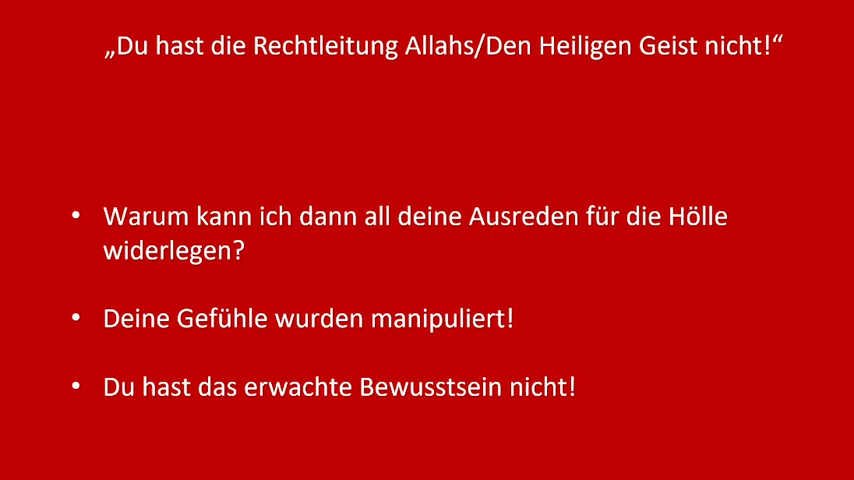 „Du hast die Rechtleitung Allahs/Den Heiligen Geist nicht!“
• Warum kann ich dann all deine Ausreden für die Hölle
widerlegen?
• Deine Gefühle wurden manipuliert!
• Du hast das erwachte Bewusstsein nicht!